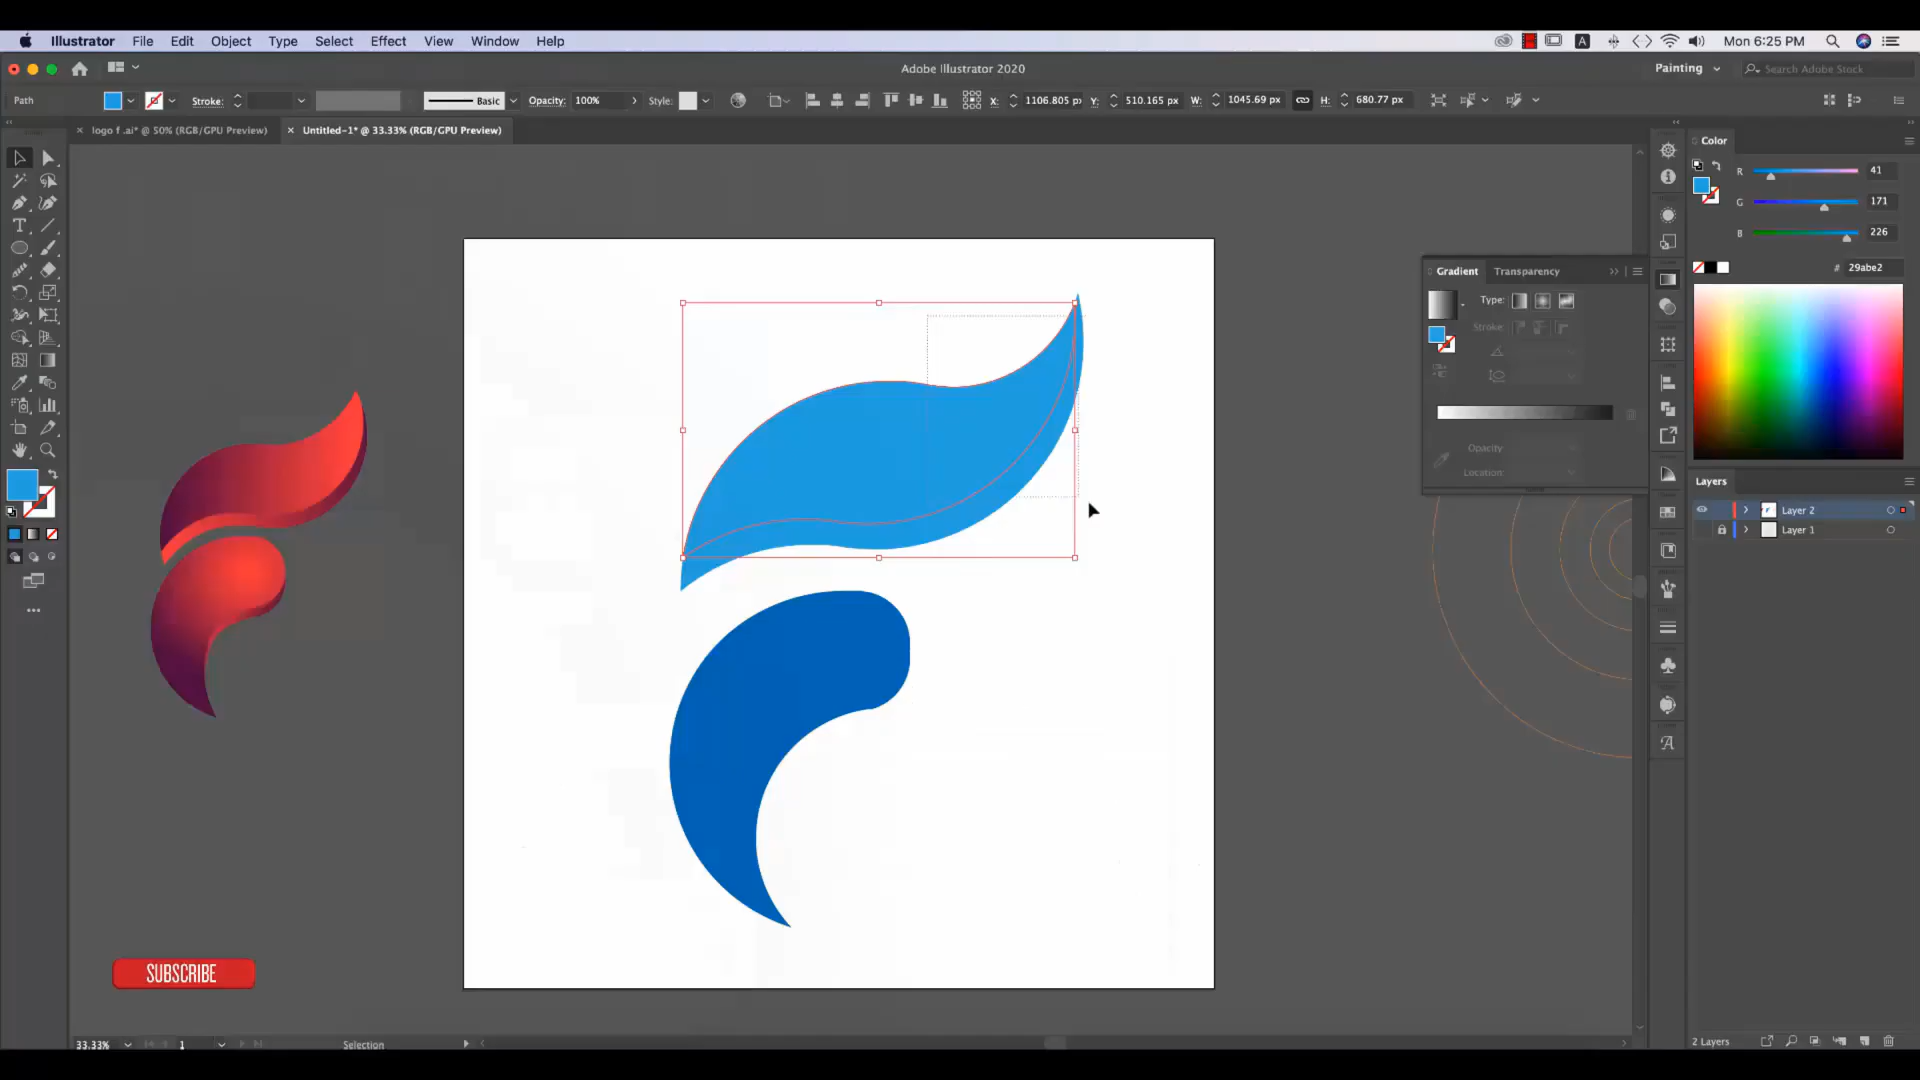 Illustrator File Edit Object Type Select Effect View Window Help
A Mon 6:25 PM
Adobe Illustrator 2020
Painting
Search Adobe Stock
Path Stroke: Basic Opacity: 100% Style: X: 1106.805 px Y: 510.165 px W: 1045.69 px H: 680.77 px
logo f .ai* @ 50% (RGB/GPU Preview)
Untitled-1* @ 33.33% (RGB/GPU Preview)
Color
R 41
G 171
B 226
# 29abe2
Gradient Transparency
Type:
Stroke:
Opacity:
Location:
Layers
Layer 2
Layer 1
SUBSCRIBE
33.33% 1 Selection
2 Layers